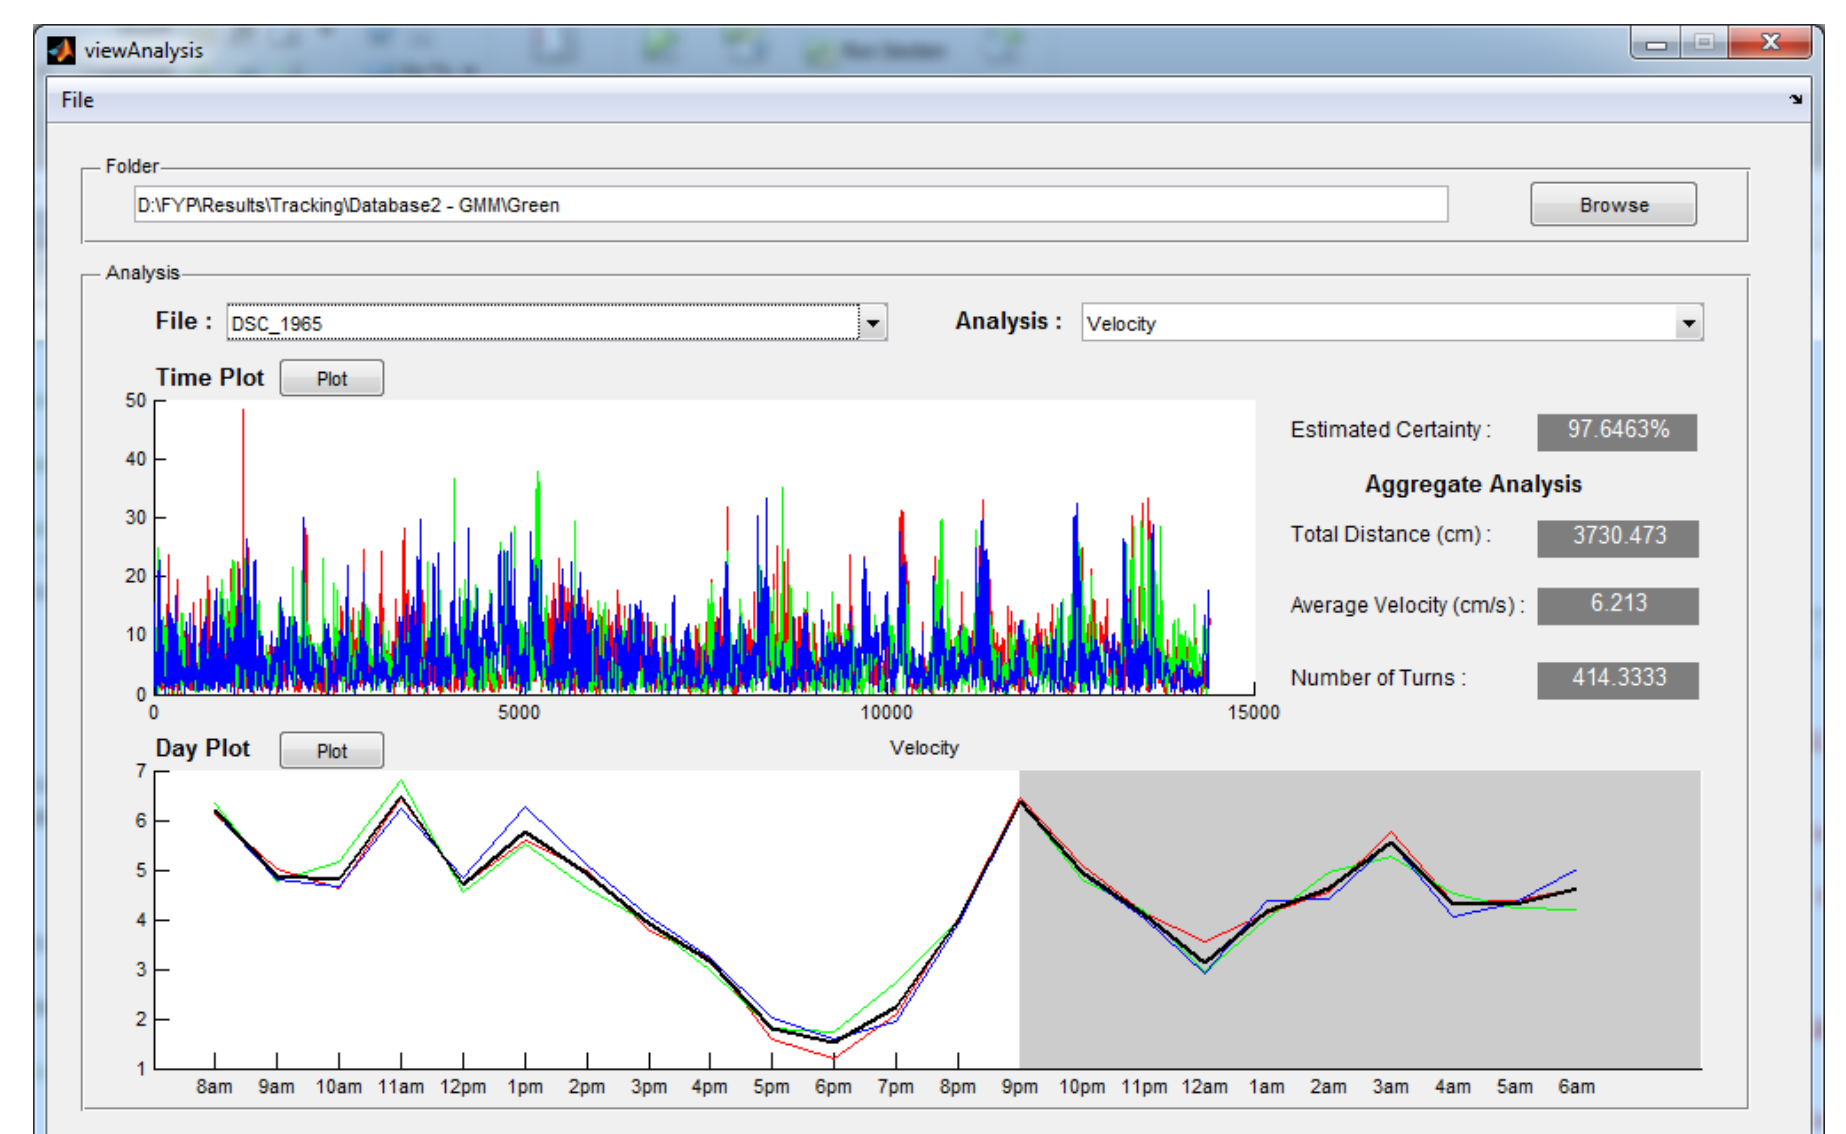 viewAnalysis
File
Folder
D:\FYP\Results\Tracking\Database2 - GMM\Green
Browse
Analysis
File : DSC_1965 Analysis : Velocity
Time Plot Plot
50
40
30
20
10
0
0 5000 10000 15000
Estimated Certainty : 97.6463%
Aggregate Analysis
Total Distance (cm) : 3730.473
Average Velocity (cm/s) : 6.213
Number of Turns : 414.3333
Day Plot Plot Velocity
7
6
5
4
3
2
1
8am 9am 10am 11am 12pm 1pm 2pm 3pm 4pm 5pm 6pm 7pm 8pm 9pm 10pm 11pm 12am 1am 2am 3am 4am 5am 6am